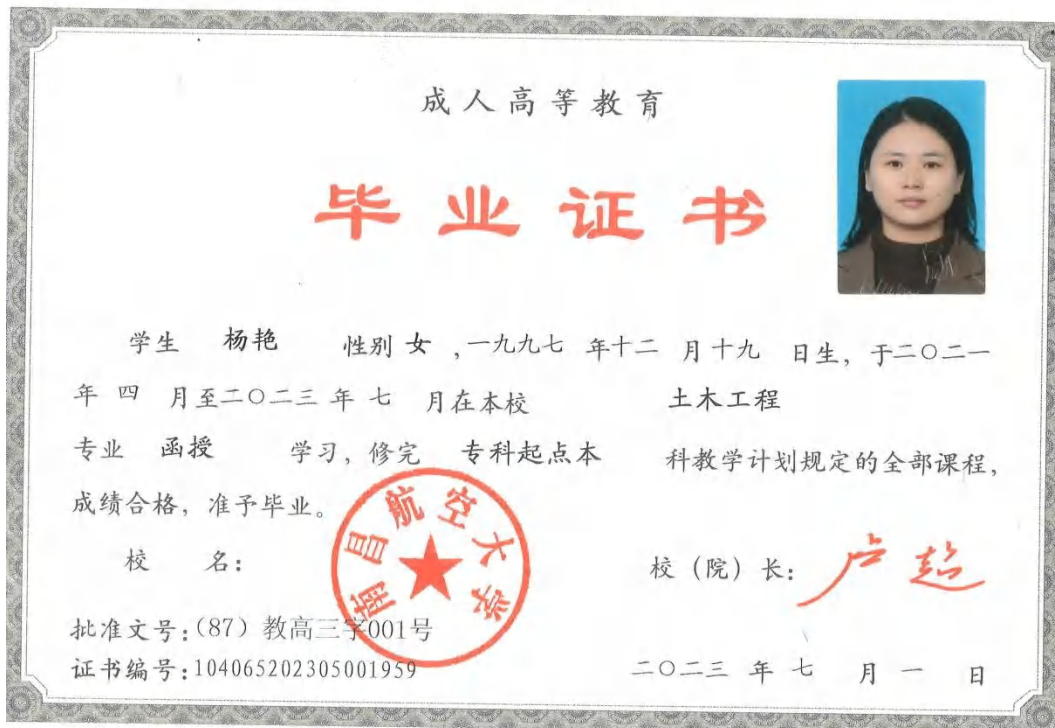 成人高等教育
毕业证书
学生 杨艳 性别 女 ,一九九七 年十二 月十九 日生, 于二〇二一
年 四 月至二〇二三 年 七 月在本校 土木工程
专业 函授 学习, 修完 专科起点本 科教学计划规定的全部课程,
成绩合格, 准予毕业。
南昌航空大学
校 名: 校 (院) 长: 卢超
批准文号:(87) 教高三字001号
证书编号:104065202305001959 二〇二三 年 七 月 一 日